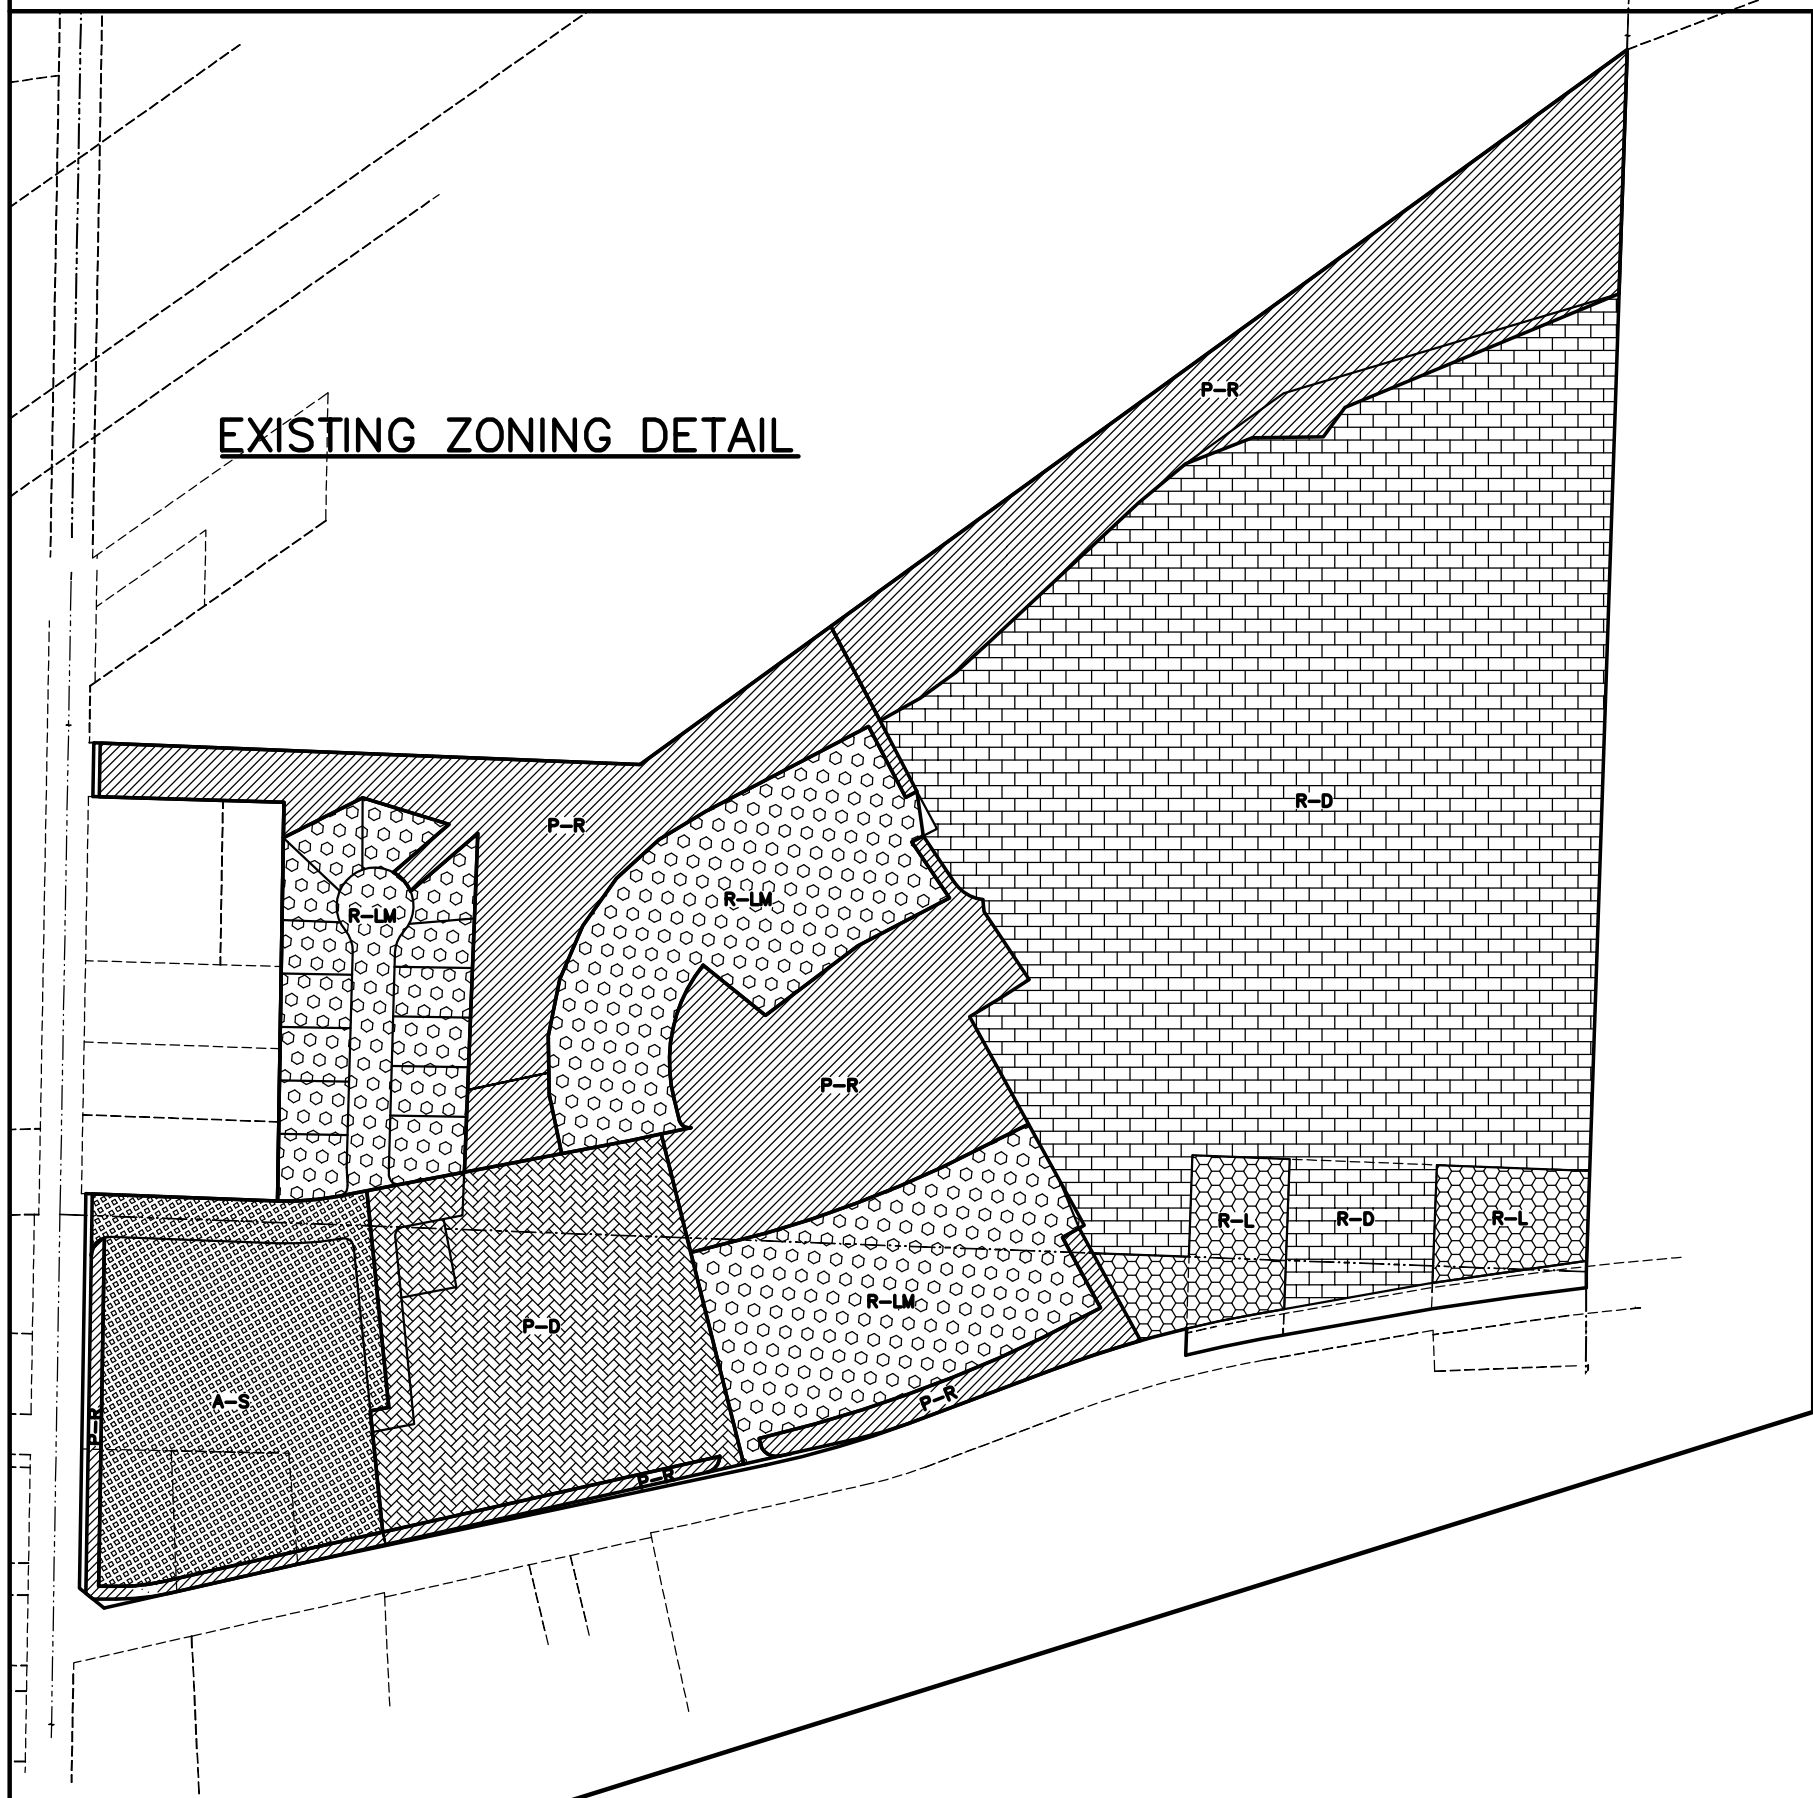 P-R
EXISTING ZONING DETAIL
R-D
P-R
R-LM
R-LM
P-R
R-L
R-D
R-L
R-LM
P-D
P-R
A-S
P-R
P-R